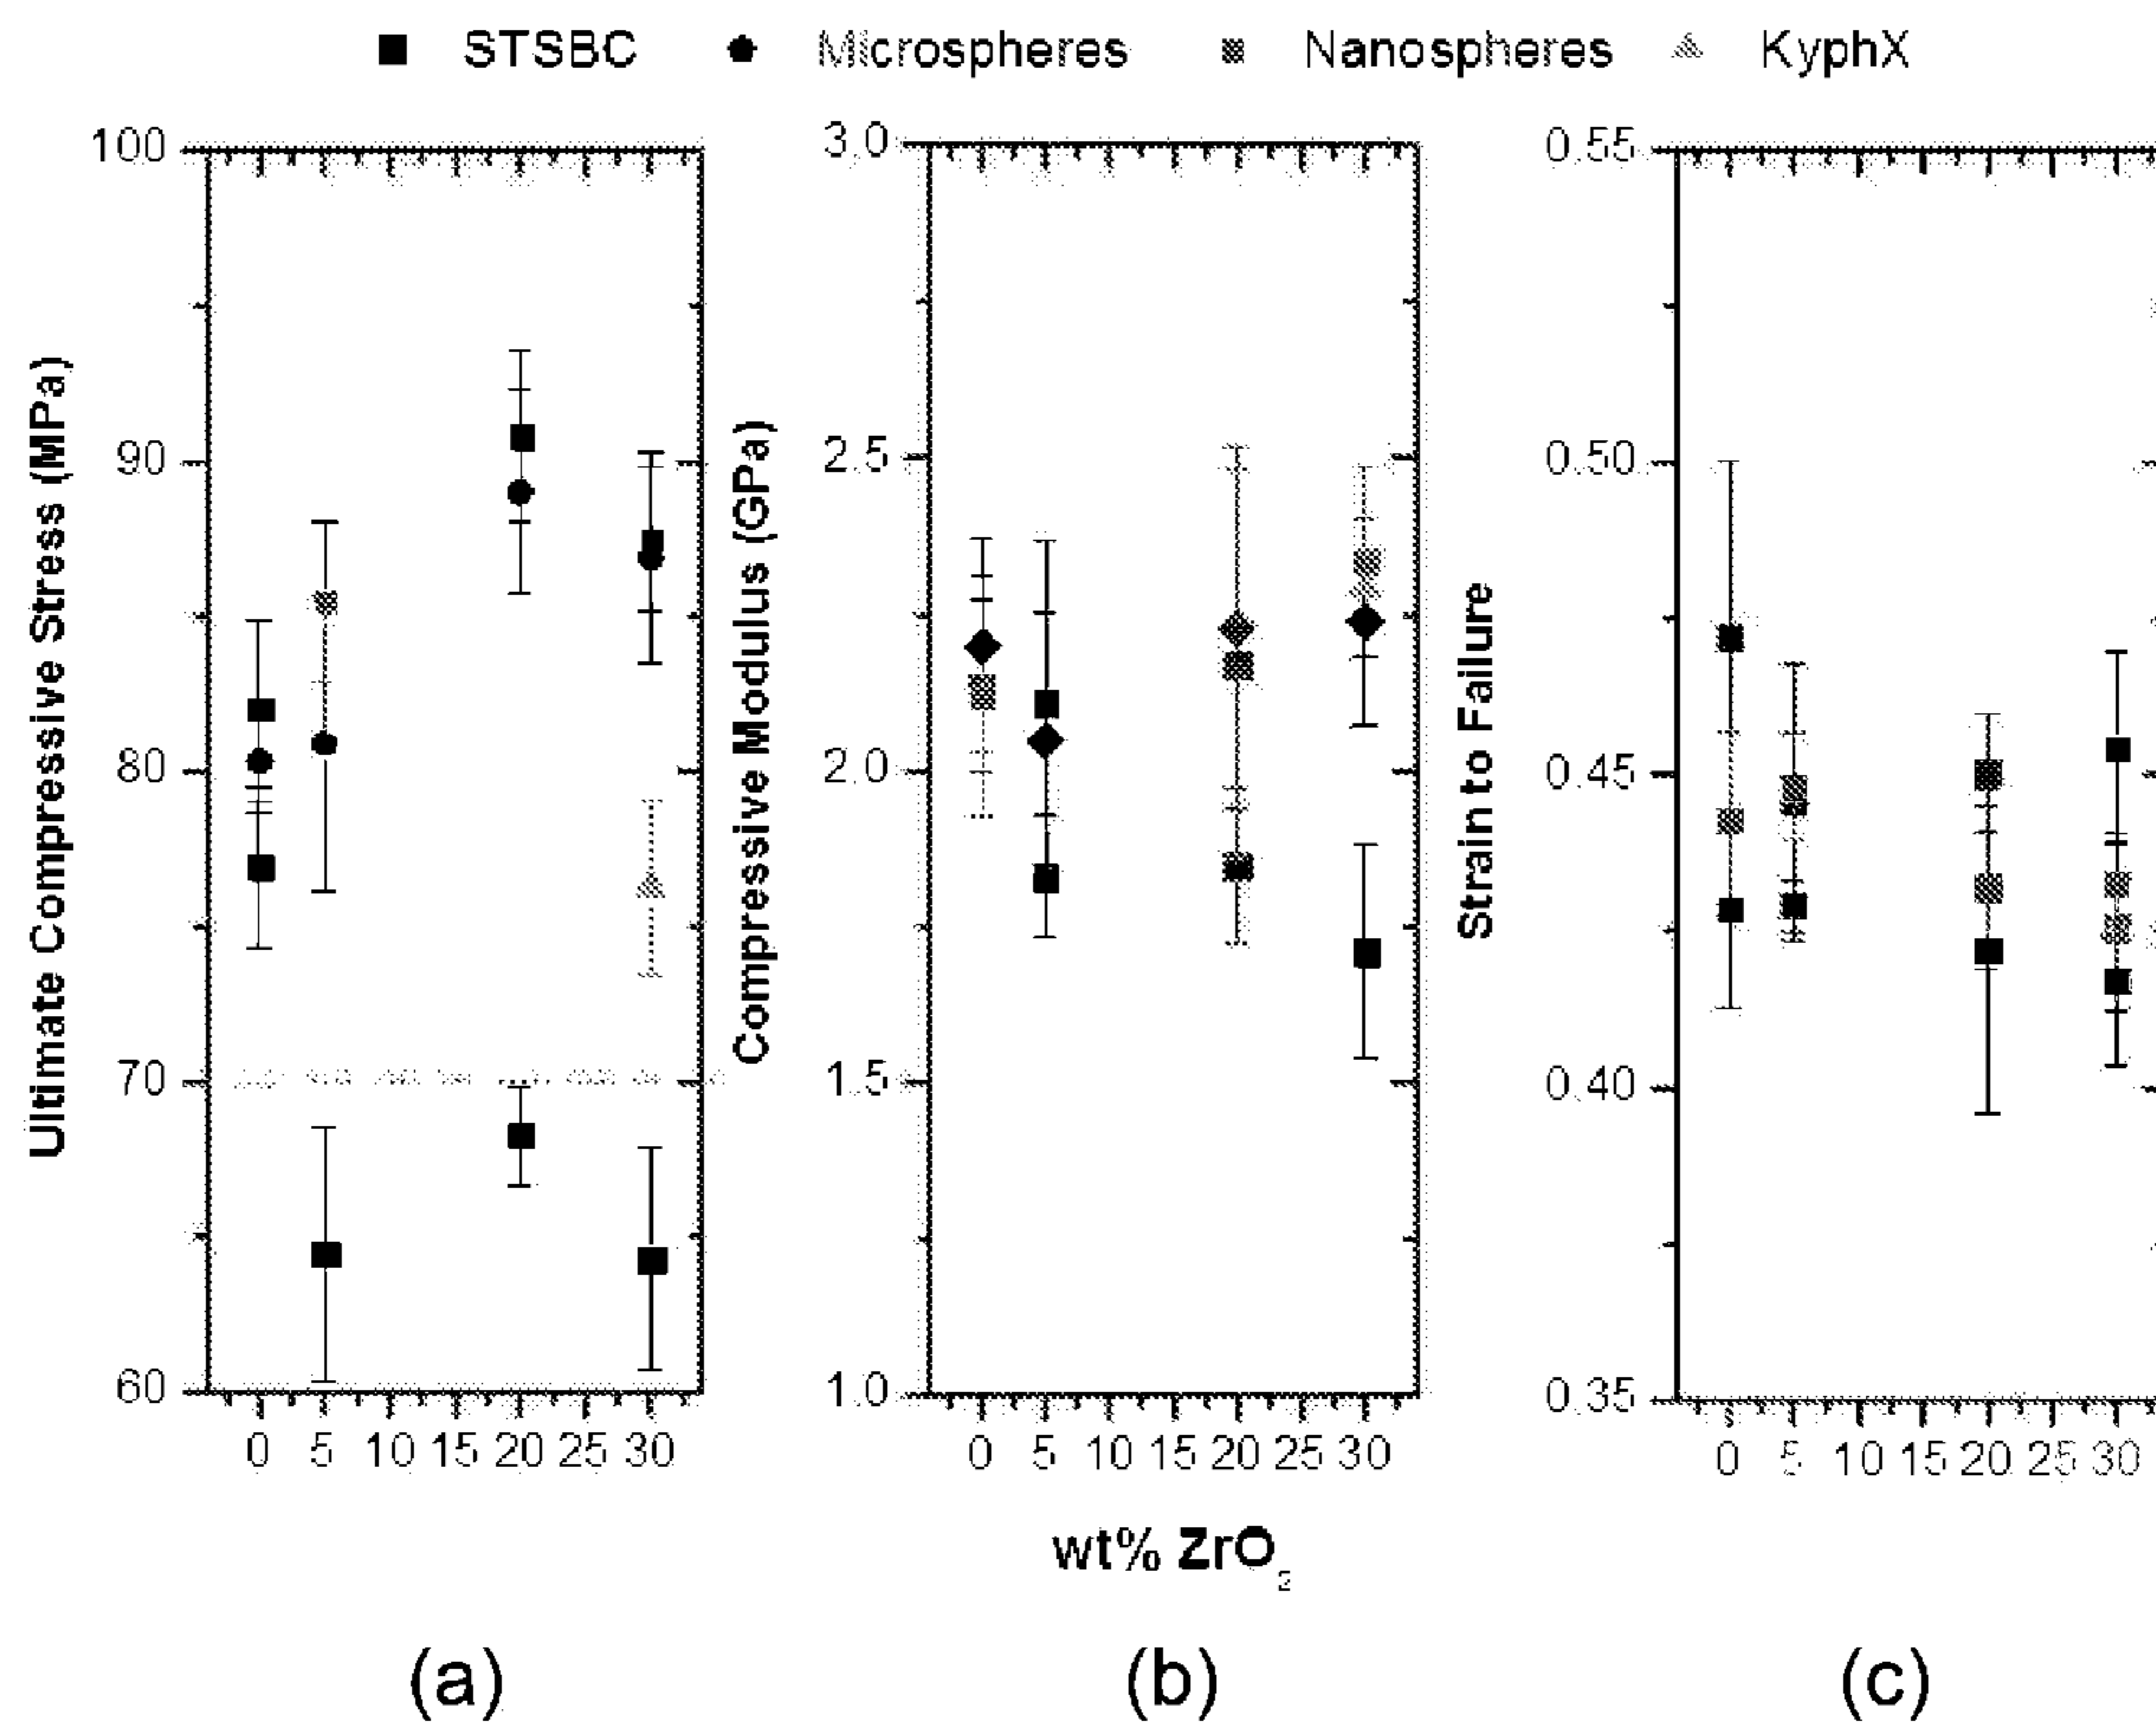 STSBC Microspheres Nanospheres KyphX
Ultimate Compressive Stress (MPa)
100
90
80
70
60
0 5 10 15 20 25 30
Compressive Modulus (GPa)
3.0
2.5
2.0
1.5
1.0
0 5 10 15 20 25 30
Strain to Failure
0.55
0.50
0.45
0.40
0.35
0 5 10 15 20 25 30
wt% ZrO₂
(a) (b) (c)